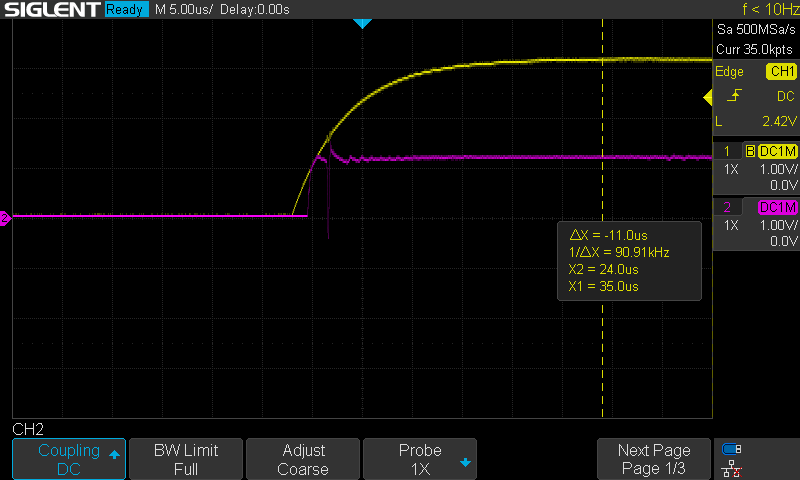 SIGLENT Ready M 5.00us/ Delay:0.00s f < 10Hz
Sa 500MSa/s
Curr 35.0kpts
Edge CH1
DC
L 2.42V
1 B DC1M
1X 1.00V/
0.0V
2 DC1M
1X 1.00V/
0.0V
2
ΔX = -11.0us
1/ΔX = 90.91kHz
X2 = 24.0us
X1 = 35.0us
CH2
Coupling
DC
BW Limit
Full
Adjust
Coarse
Probe
1X
Next Page
Page 1/3